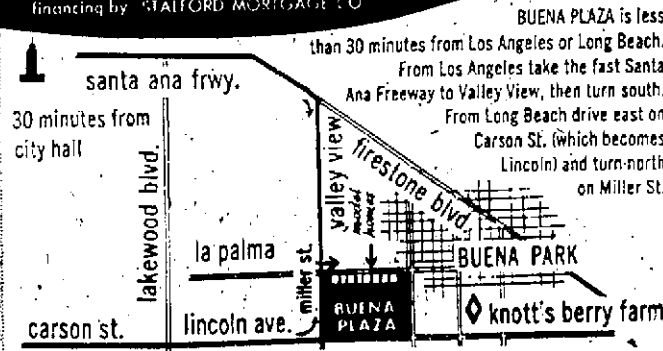 financing by STALFORD MORTGAGE CO
BUENA PLAZA is less
than 30 minutes from Los Angeles or Long Beach.
From Los Angeles take the fast Santa
Ana Freeway to Valley View, then turn south.
From Long Beach drive east on
Carson St. (which becomes
Lincoln) and turn north
on Miller St.
santa ana frwy.
30 minutes from
city hall
lakewood blvd.
valley view
firestone blvd.
model
homes
la palma
miller st.
BUENA PARK
BUENA
PLAZA
knott's berry farm
carson st.
lincoln ave.